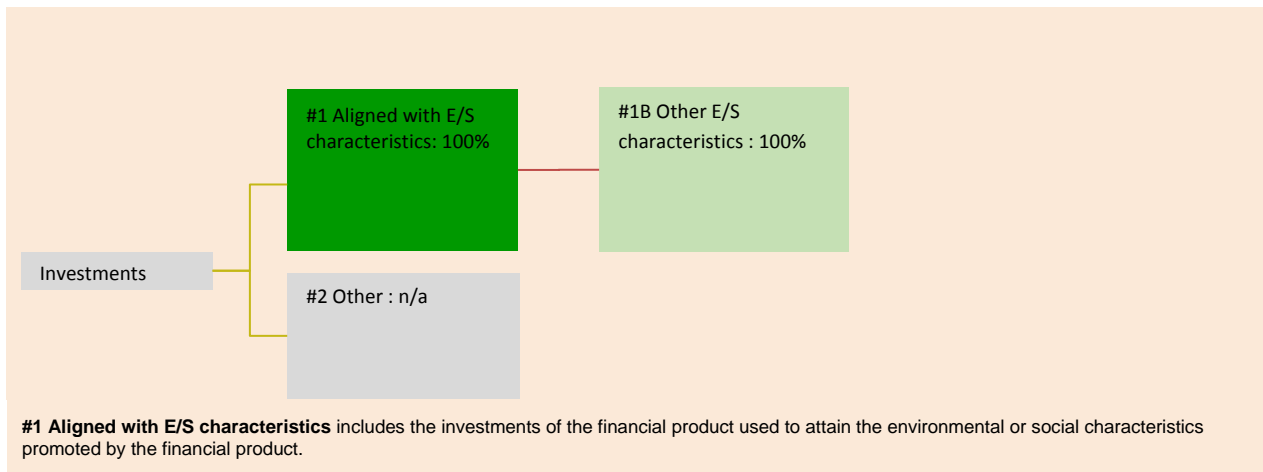 #1 Aligned with E/S
characteristics: 100%
#1B Other E/S
characteristics : 100%
Investments
#2 Other : n/a
#1 Aligned with E/S characteristics includes the investments of the financial product used to attain the environmental or social characteristics
promoted by the financial product.